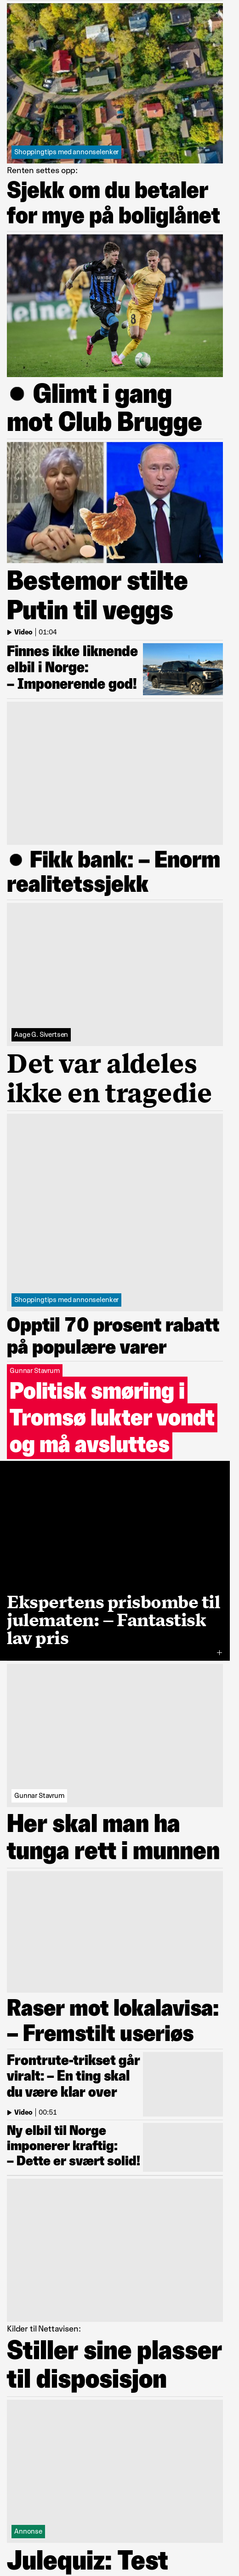 Shoppingtips med annonselenker
Renten settes opp:
Sjekk om du betaler
for mye på boliglånet
● Glimt i gang
mot Club Brugge
Bestemor stilte
Putin til veggs
Video | 01:04
Finnes ikke liknende
elbil i Norge:
– Imponerende god!
● Fikk bank: – Enorm
realitetssjekk
Aage G. Sivertsen
Det var aldeles
ikke en tragedie
Shoppingtips med annonselenker
Opptil 70 prosent rabatt
på populære varer
Gunnar Stavrum
Politisk smøring i
Tromsø lukter vondt
og må avsluttes
Ekspertens prisbombe til
julematen: – Fantastisk
lav pris
+
Gunnar Stavrum
Her skal man ha
tunga rett i munnen
Raser mot lokalavisa:
– Fremstilt useriøs
Frontrute-trikset går
viralt: – En ting skal
du være klar over
Video | 00:51
Ny elbil til Norge
imponerer kraftig:
– Dette er svært solid!
Kilder til Nettavisen:
Stiller sine plasser
til disposisjon
Annonse
Julequiz: Test